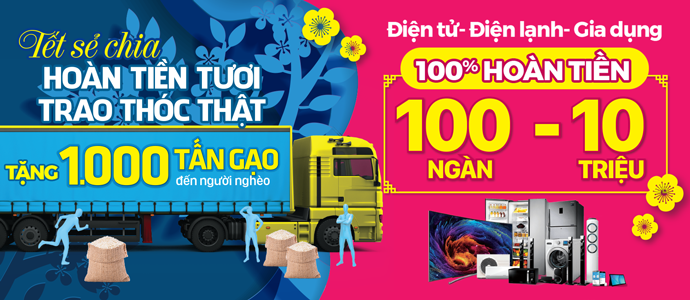 Tết sẻ chia
HOÀN TIỀN TƯƠI
TRAO THÓC THẬT
TẶNG 1.000 TẤN GẠO
đến người nghèo
Điện tử- Điện lạnh- Gia dụng
100% HOÀN TIỀN
100 - 10
NGÀN TRIỆU